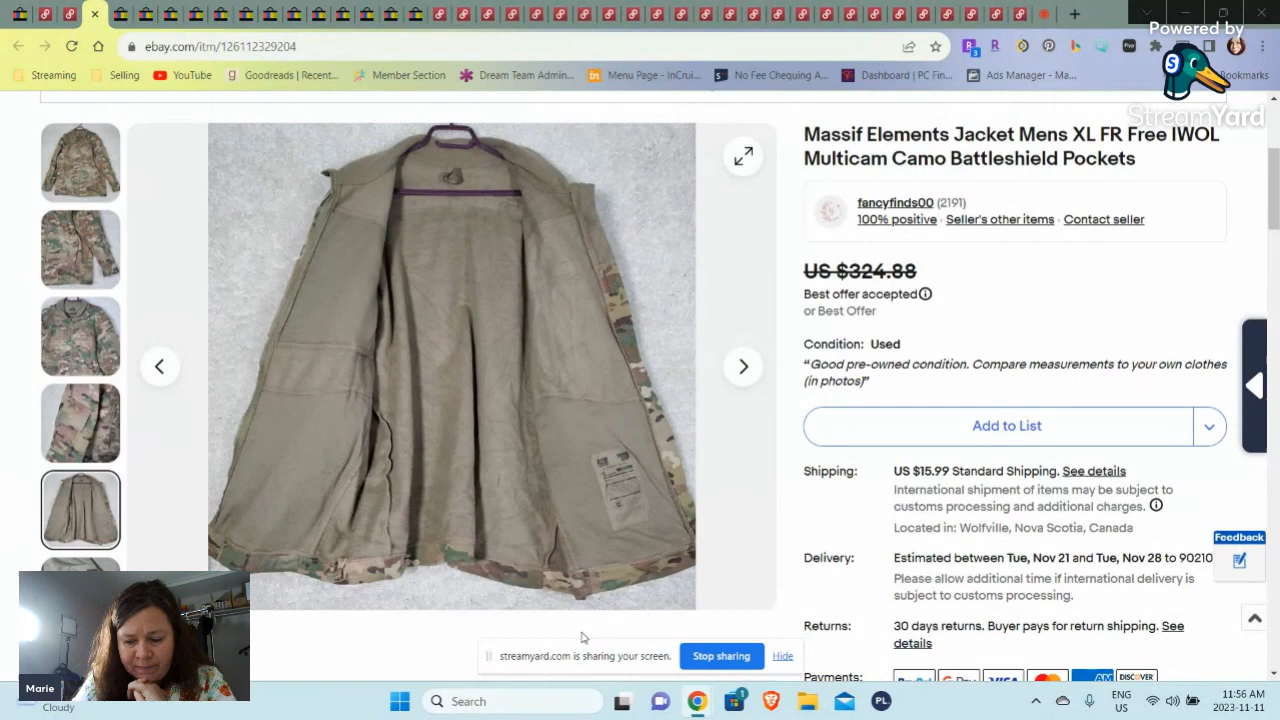 Powered by
StreamYard
ebay.com/itm/126112329204
Streaming
Selling
YouTube
Goodreads | Recent...
Member Section
Dream Team Admin...
Menu Page - InCrui...
No Fee Chequing A...
Dashboard | PC Fin...
Ads Manager - Ma...
Bookmarks
Massif Elements Jacket Mens XL FR Free IWOL
Multicam Camo Battleshield Pockets
fancyfinds00 (2191)
100% positive · Seller's other items · Contact seller
US $324.88
Best offer accepted
or Best Offer
Condition: Used
“Good pre-owned condition. Compare measurements to your own clothes
(in photos)”
Add to List
Shipping: US $15.99 Standard Shipping. See details
International shipment of items may be subject to
customs processing and additional charges.
Located in: Wolfville, Nova Scotia, Canada
Feedback
Delivery: Estimated between Tue, Nov 21 and Tue, Nov 28 to 90210
Please allow additional time if international delivery is
subject to customs processing.
Returns: 30 days returns. Buyer pays for return shipping. See
details
streamyard.com is sharing your screen.
Stop sharing
Hide
Payments:
DISCOVER
Marie
Cloudy
Search
PL
ENG
US
11:56 AM
2023-11-11